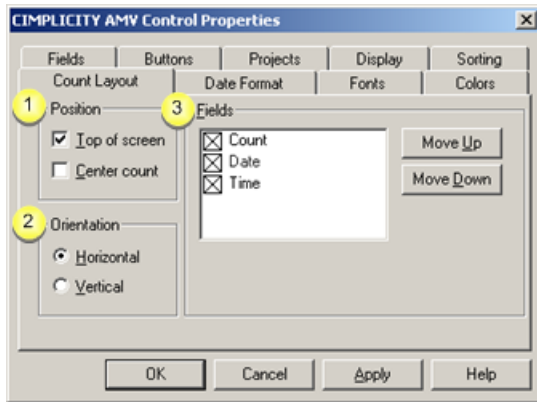 CIMPLICITY AMV Control Properties
Fields Buttons Projects Display Sorting
Count Layout Date Format Fonts Colors
1 Position
Top of screen
Center count
2 Orientation
Horizontal
Vertical
3 Fields
Count
Date
Time
Move Up
Move Down
OK Cancel Apply Help